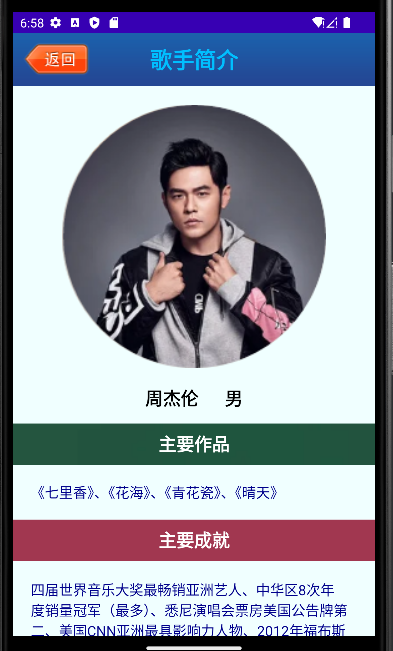 6:58
返回
歌手简介
周杰伦 男
主要作品
《七里香》、《花海》、《青花瓷》、《晴天》
主要成就
四届世界音乐大奖最畅销亚洲艺人、中华区8次年
度销量冠军（最多）、悉尼演唱会票房美国公告牌第
二、美国CNN亚洲最具影响力人物、2012年福布斯